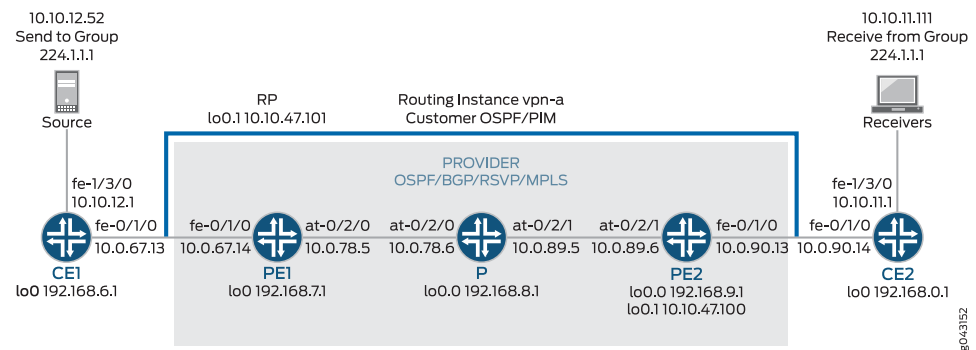 10.10.12.52
Send to Group
224.1.1.1
10.10.11.111
Receive from Group
224.1.1.1
Source
RP
lo0.1 10.10.47.101
Routing Instance vpn-a
Customer OSPF/PIM
Receivers
PROVIDER
OSPF/BGP/RSVP/MPLS
fe-1/3/0
10.10.12.1
fe-1/3/0
10.10.11.1
fe-0/1/0
10.0.67.13
fe-0/1/0
10.0.67.14
at-0/2/0
10.0.78.5
at-0/2/0
10.0.78.6
at-0/2/1
10.0.89.5
at-0/2/1
10.0.89.6
fe-0/1/0
10.0.90.13
fe-0/1/0
10.0.90.14
CE1
lo0 192.168.6.1
PE1
lo0 192.168.7.1
P
lo0.0 192.168.8.1
PE2
lo0.0 192.168.9.1
lo0.1 10.10.47.100
CE2
lo0 192.168.0.1
g043152